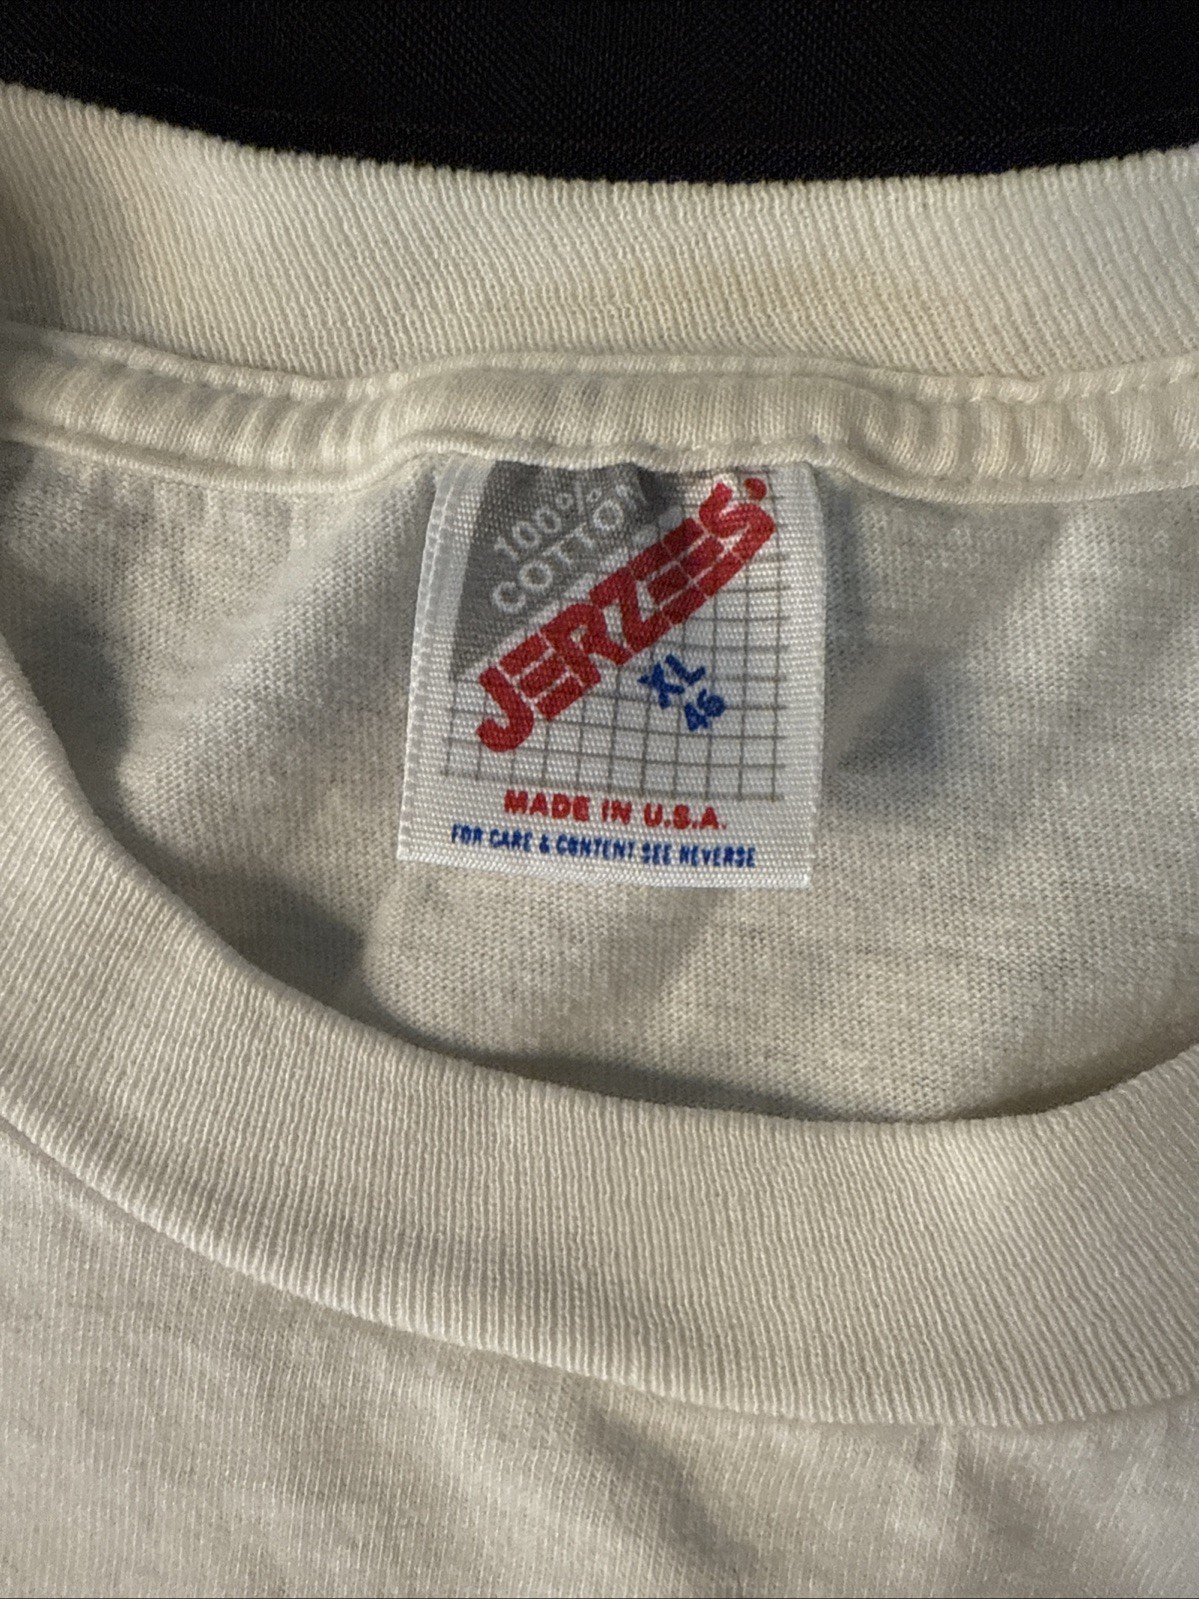 100%
COTTON
JERZEES.
XL
46
MADE IN U.S.A.
FOR CARE & CONTENT SEE REVERSE